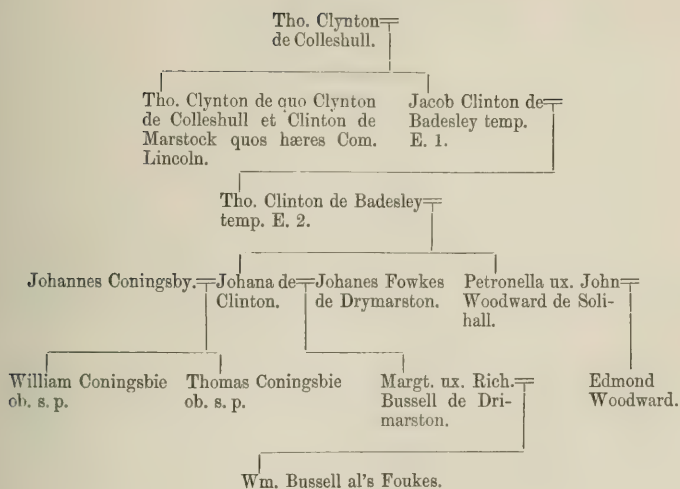 Tho. Clynton
de Colleshull.
Tho. Clynton de quo Clynton
de Colleshull et Clinton de
Marstock quos hæres Com.
Lincoln.
Jacob Clinton de
Badesley temp.
E. 1.
Tho. Clinton de Badesley
temp. E. 2.
Johannes Coningsby.
Johana de
Clinton.
Johanes Fowkes
de Drymarston.
Petronella ux. John
Woodward de Soli-
hall.
William Coningsbie
ob. s. p.
Thomas Coningsbie
ob. s. p.
Margt. ux. Rich.
Bussell de Dri-
marston.
Edmond
Woodward.
Wm. Bussell al's Foukes.